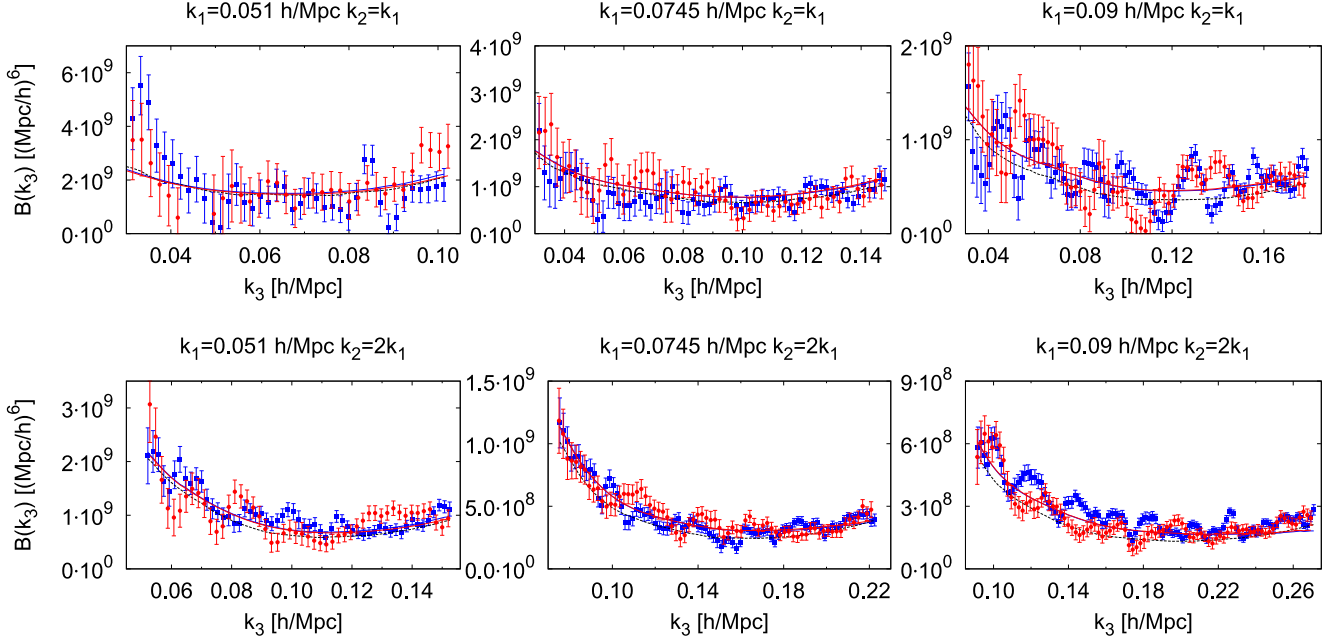 k₁=0.051 h/Mpc k₂=k₁
k₁=0.0745 h/Mpc k₂=k₁
k₁=0.09 h/Mpc k₂=k₁
B(k₃) [(Mpc/h)⁶]
6·10⁹
4·10⁹
2·10⁹
0·10⁰
0.04 0.06 0.08 0.10
k₃ [h/Mpc]
4·10⁹
3·10⁹
2·10⁹
1·10⁹
0·10⁰
0.04 0.06 0.08 0.10 0.12 0.14
k₃ [h/Mpc]
2·10⁹
1·10⁹
0·10⁰
0.04 0.08 0.12 0.16
k₃ [h/Mpc]
k₁=0.051 h/Mpc k₂=2k₁
k₁=0.0745 h/Mpc k₂=2k₁
k₁=0.09 h/Mpc k₂=2k₁
B(k₃) [(Mpc/h)⁶]
3·10⁹
2·10⁹
1·10⁹
0·10⁰
0.06 0.08 0.10 0.12 0.14
k₃ [h/Mpc]
1.5·10⁹
1.0·10⁹
5.0·10⁸
0.0·10⁰
0.10 0.14 0.18 0.22
k₃ [h/Mpc]
9·10⁸
6·10⁸
3·10⁸
0·10⁰
0.10 0.14 0.18 0.22 0.26
k₃ [h/Mpc]